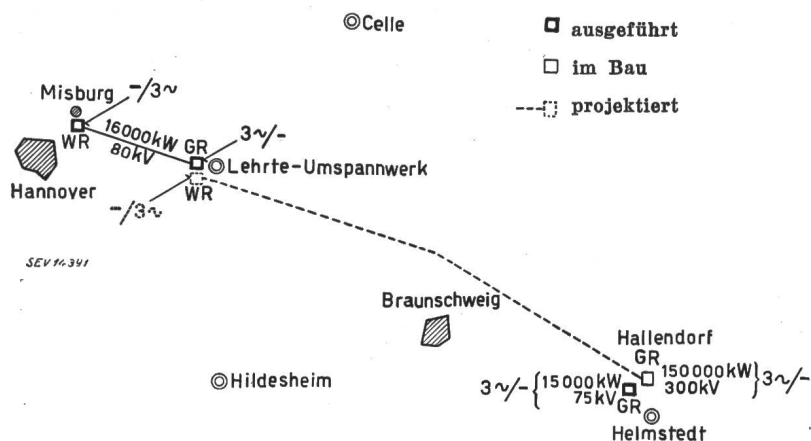 Celle
ausgeführt
im Bau
projektiert
Misburg
-/3~
16000kW
80kV
WR
GR
3~/-
Lehrte-Umspannwerk
Hannover
WR
-/3~
SEV 14391
Braunschweig
Hallendorf
GR
Hildesheim
3~/- { 15000kW
75kV
GR
150000kW } 3~/-
300kV
Helmstedt